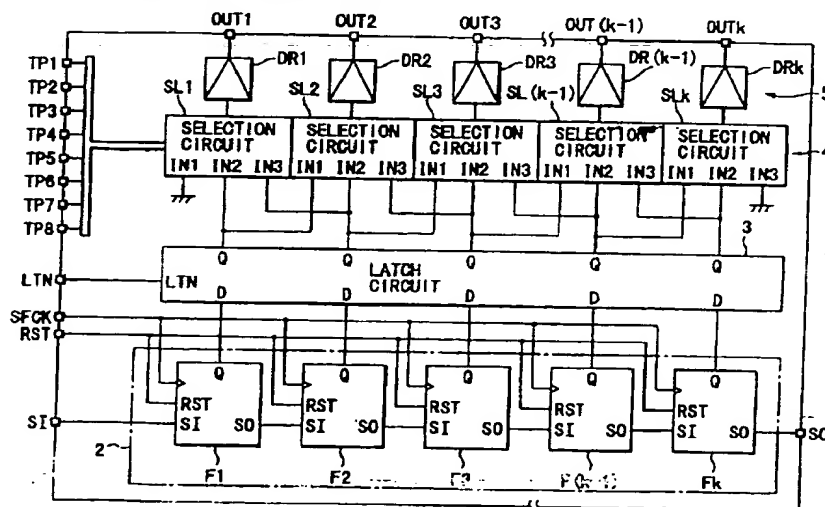 OUT1 OUT2 OUT3 OUT(k-1) OUTk
TP1
TP2
TP3
TP4
TP5
TP6
TP7
TP8
DR1 DR2 DR3 DR(k-1) DRk
SL1 SL2 SL3 SL(k-1) SLk
5
SELECTION CIRCUIT SELECTION CIRCUIT SELECTION CIRCUIT SELECTION CIRCUIT SELECTION CIRCUIT
4
IN1 IN2 IN3 IN1 IN2 IN3 IN1 IN2 IN3 IN1 IN2 IN3 IN1 IN2 IN3
3
Q Q Q Q Q
LTN LTN LATCH
CIRCUIT
D D D D D
SFCK
RST
Q Q Q Q Q
RST RST RST RST RST
SI SI SO SI SO SI SO SI SO SI SO SO
2
F1 F2 F3 F(k-1) Fk